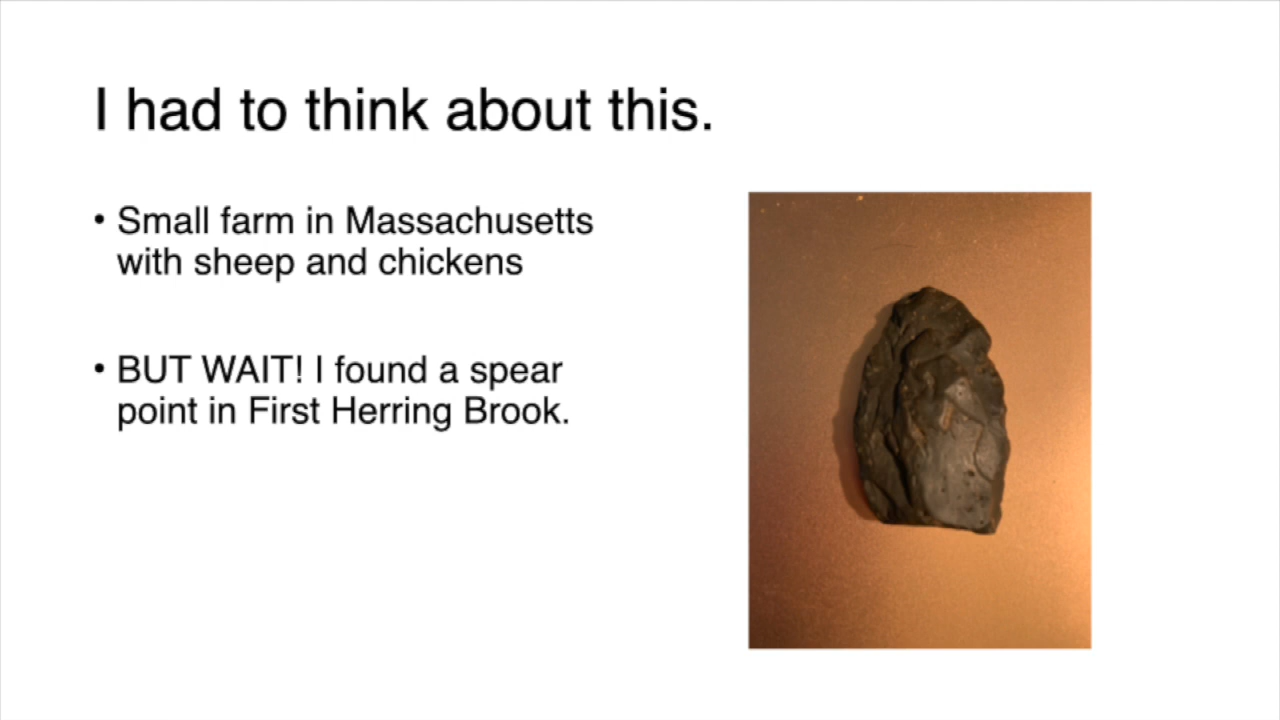 I had to think about this.
• Small farm in Massachusetts
with sheep and chickens
• BUT WAIT! I found a spear
point in First Herring Brook.